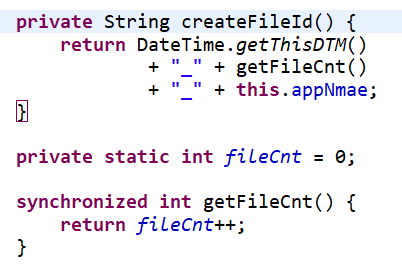 private String createFileId() {
return DateTime.getThisDTM()
+ "_" + getFileCnt()
+ "_" + this.appNmae;
}
private static int fileCnt = 0;
synchronized int getFileCnt() {
return fileCnt++;
}